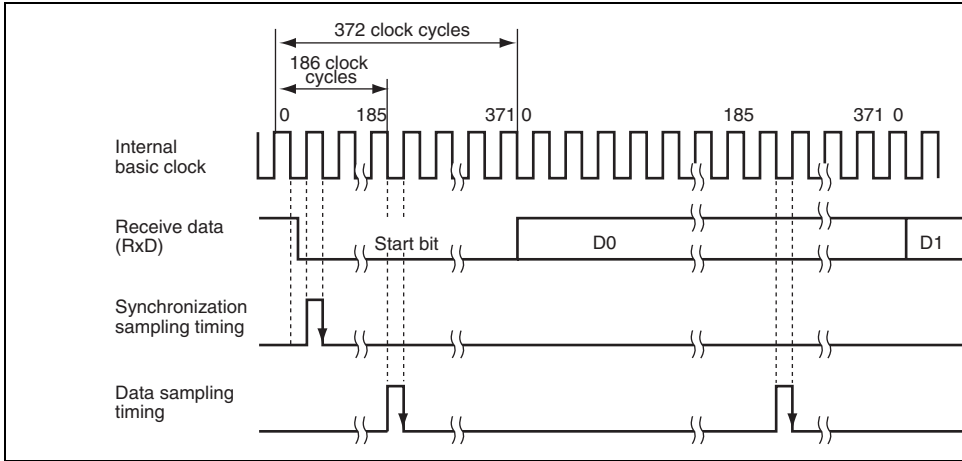 372 clock cycles
186 clock
cycles
0 185 371 0 185 371 0
Internal
basic clock
Receive data
(RxD)
Start bit D0 D1
Synchronization
sampling timing
Data sampling
timing